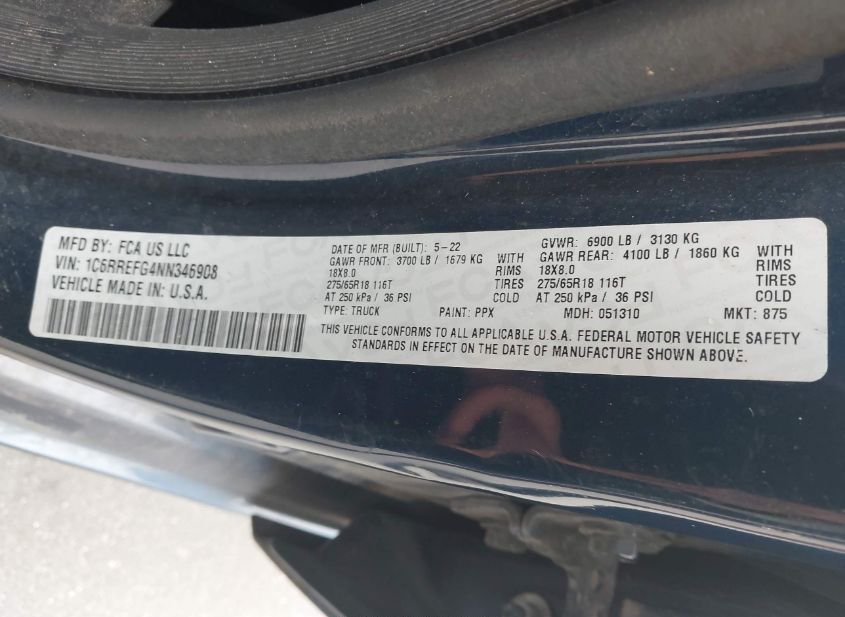 MFD BY: FCA US LLC
VIN: 1C6RREFG4NN346908
VEHICLE MADE IN: U.S.A.
DATE OF MFR (BUILT): 5-22
GVWR: 6900 LB / 3130 KG
GAWR FRONT: 3700 LB / 1679 KG WITH
18X8.0 RIMS
275/65R18 116T TIRES
AT 250 kPa / 36 PSI COLD
GAWR REAR: 4100 LB / 1860 KG WITH
18X8.0 RIMS
275/65R18 116T TIRES
AT 250 kPa / 36 PSI COLD
TYPE: TRUCK PAINT: PPX MDH: 051310 MKT: 875
THIS VEHICLE CONFORMS TO ALL APPLICABLE U.S.A. FEDERAL MOTOR VEHICLE SAFETY
STANDARDS IN EFFECT ON THE DATE OF MANUFACTURE SHOWN ABOVE.